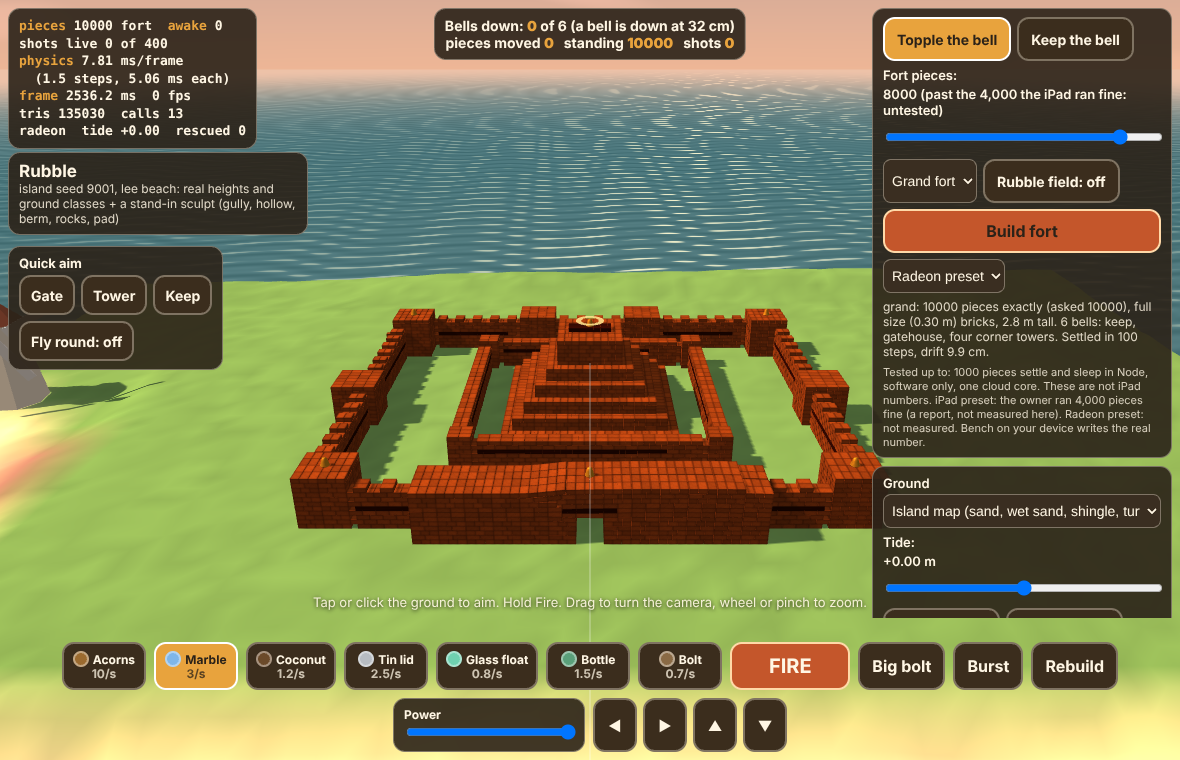 pieces 10000 fort  awake 0
shots live 0 of 400
physics 7.81 ms/frame
(1.5 steps, 5.06 ms each)
frame 2536.2 ms  0 fps
tris 135030  calls 13
radeon  tide +0.00  rescued 0
Rubble
island seed 9001, lee beach: real heights and
ground classes + a stand-in sculpt (gully, hollow,
berm, rocks, pad)
Quick aim
Gate
Tower
Keep
Fly round: off
Bells down: 0 of 6 (a bell is down at 32 cm)
pieces moved 0  standing 10000  shots 0
Topple the bell
Keep the bell
Fort pieces:
8000 (past the 4,000 the iPad ran fine:
untested)
Grand fort
Rubble field: off
Build fort
Radeon preset
grand: 10000 pieces exactly (asked 10000), full
size (0.30 m) bricks, 2.8 m tall. 6 bells: keep,
gatehouse, four corner towers. Settled in 100
steps, drift 9.9 cm.
Tested up to: 1000 pieces settle and sleep in Node,
software only, one cloud core. These are not iPad
numbers. iPad preset: the owner ran 4,000 pieces
fine (a report, not measured here). Radeon preset:
not measured. Bench on your device writes the real
number.
Ground
Island map (sand, wet sand, shingle, tur
Tide:
+0.00 m
Tap or click the ground to aim. Hold Fire. Drag to turn the camera, wheel or pinch to zoom.
Acorns
10/s
Marble
3/s
Coconut
1.2/s
Tin lid
2.5/s
Glass float
0.8/s
Bottle
1.5/s
Bolt
0.7/s
FIRE
Big bolt
Burst
Rebuild
Power